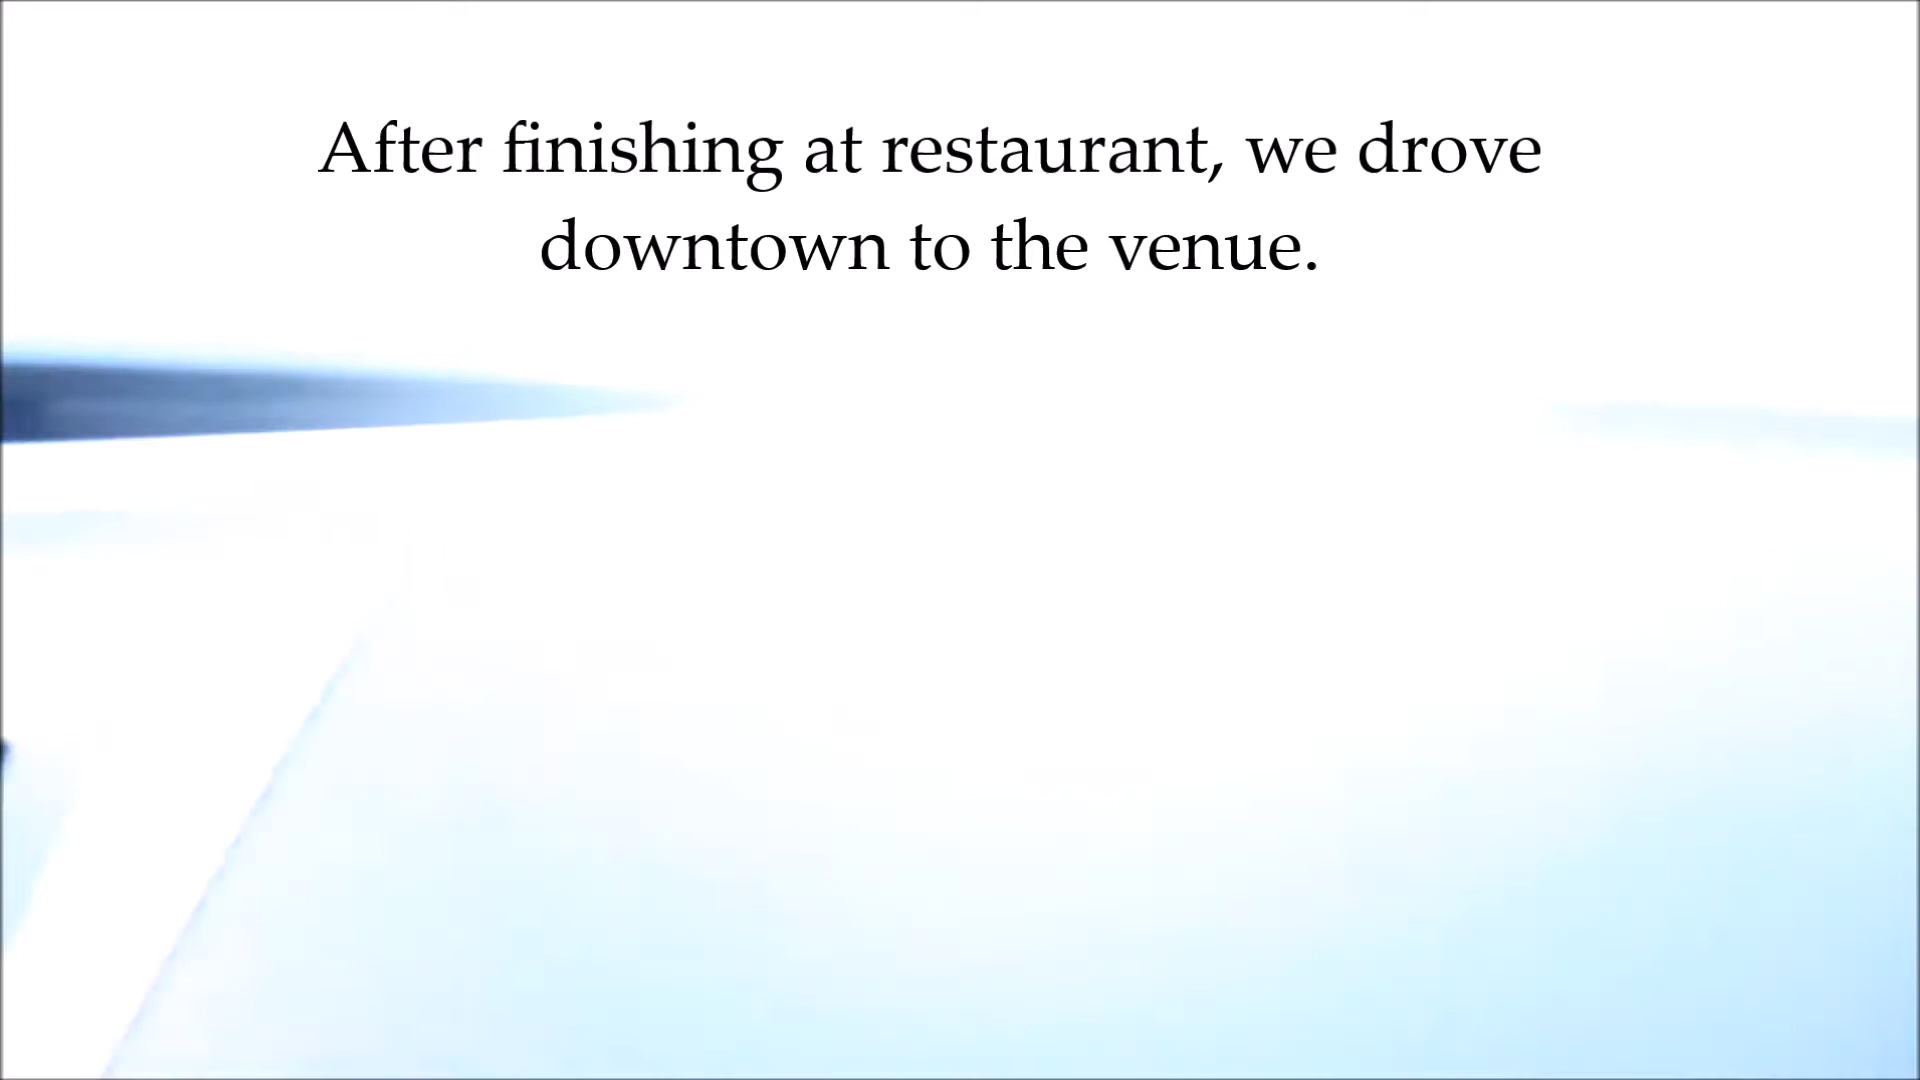 After finishing at restaurant, we drove
downtown to the venue.